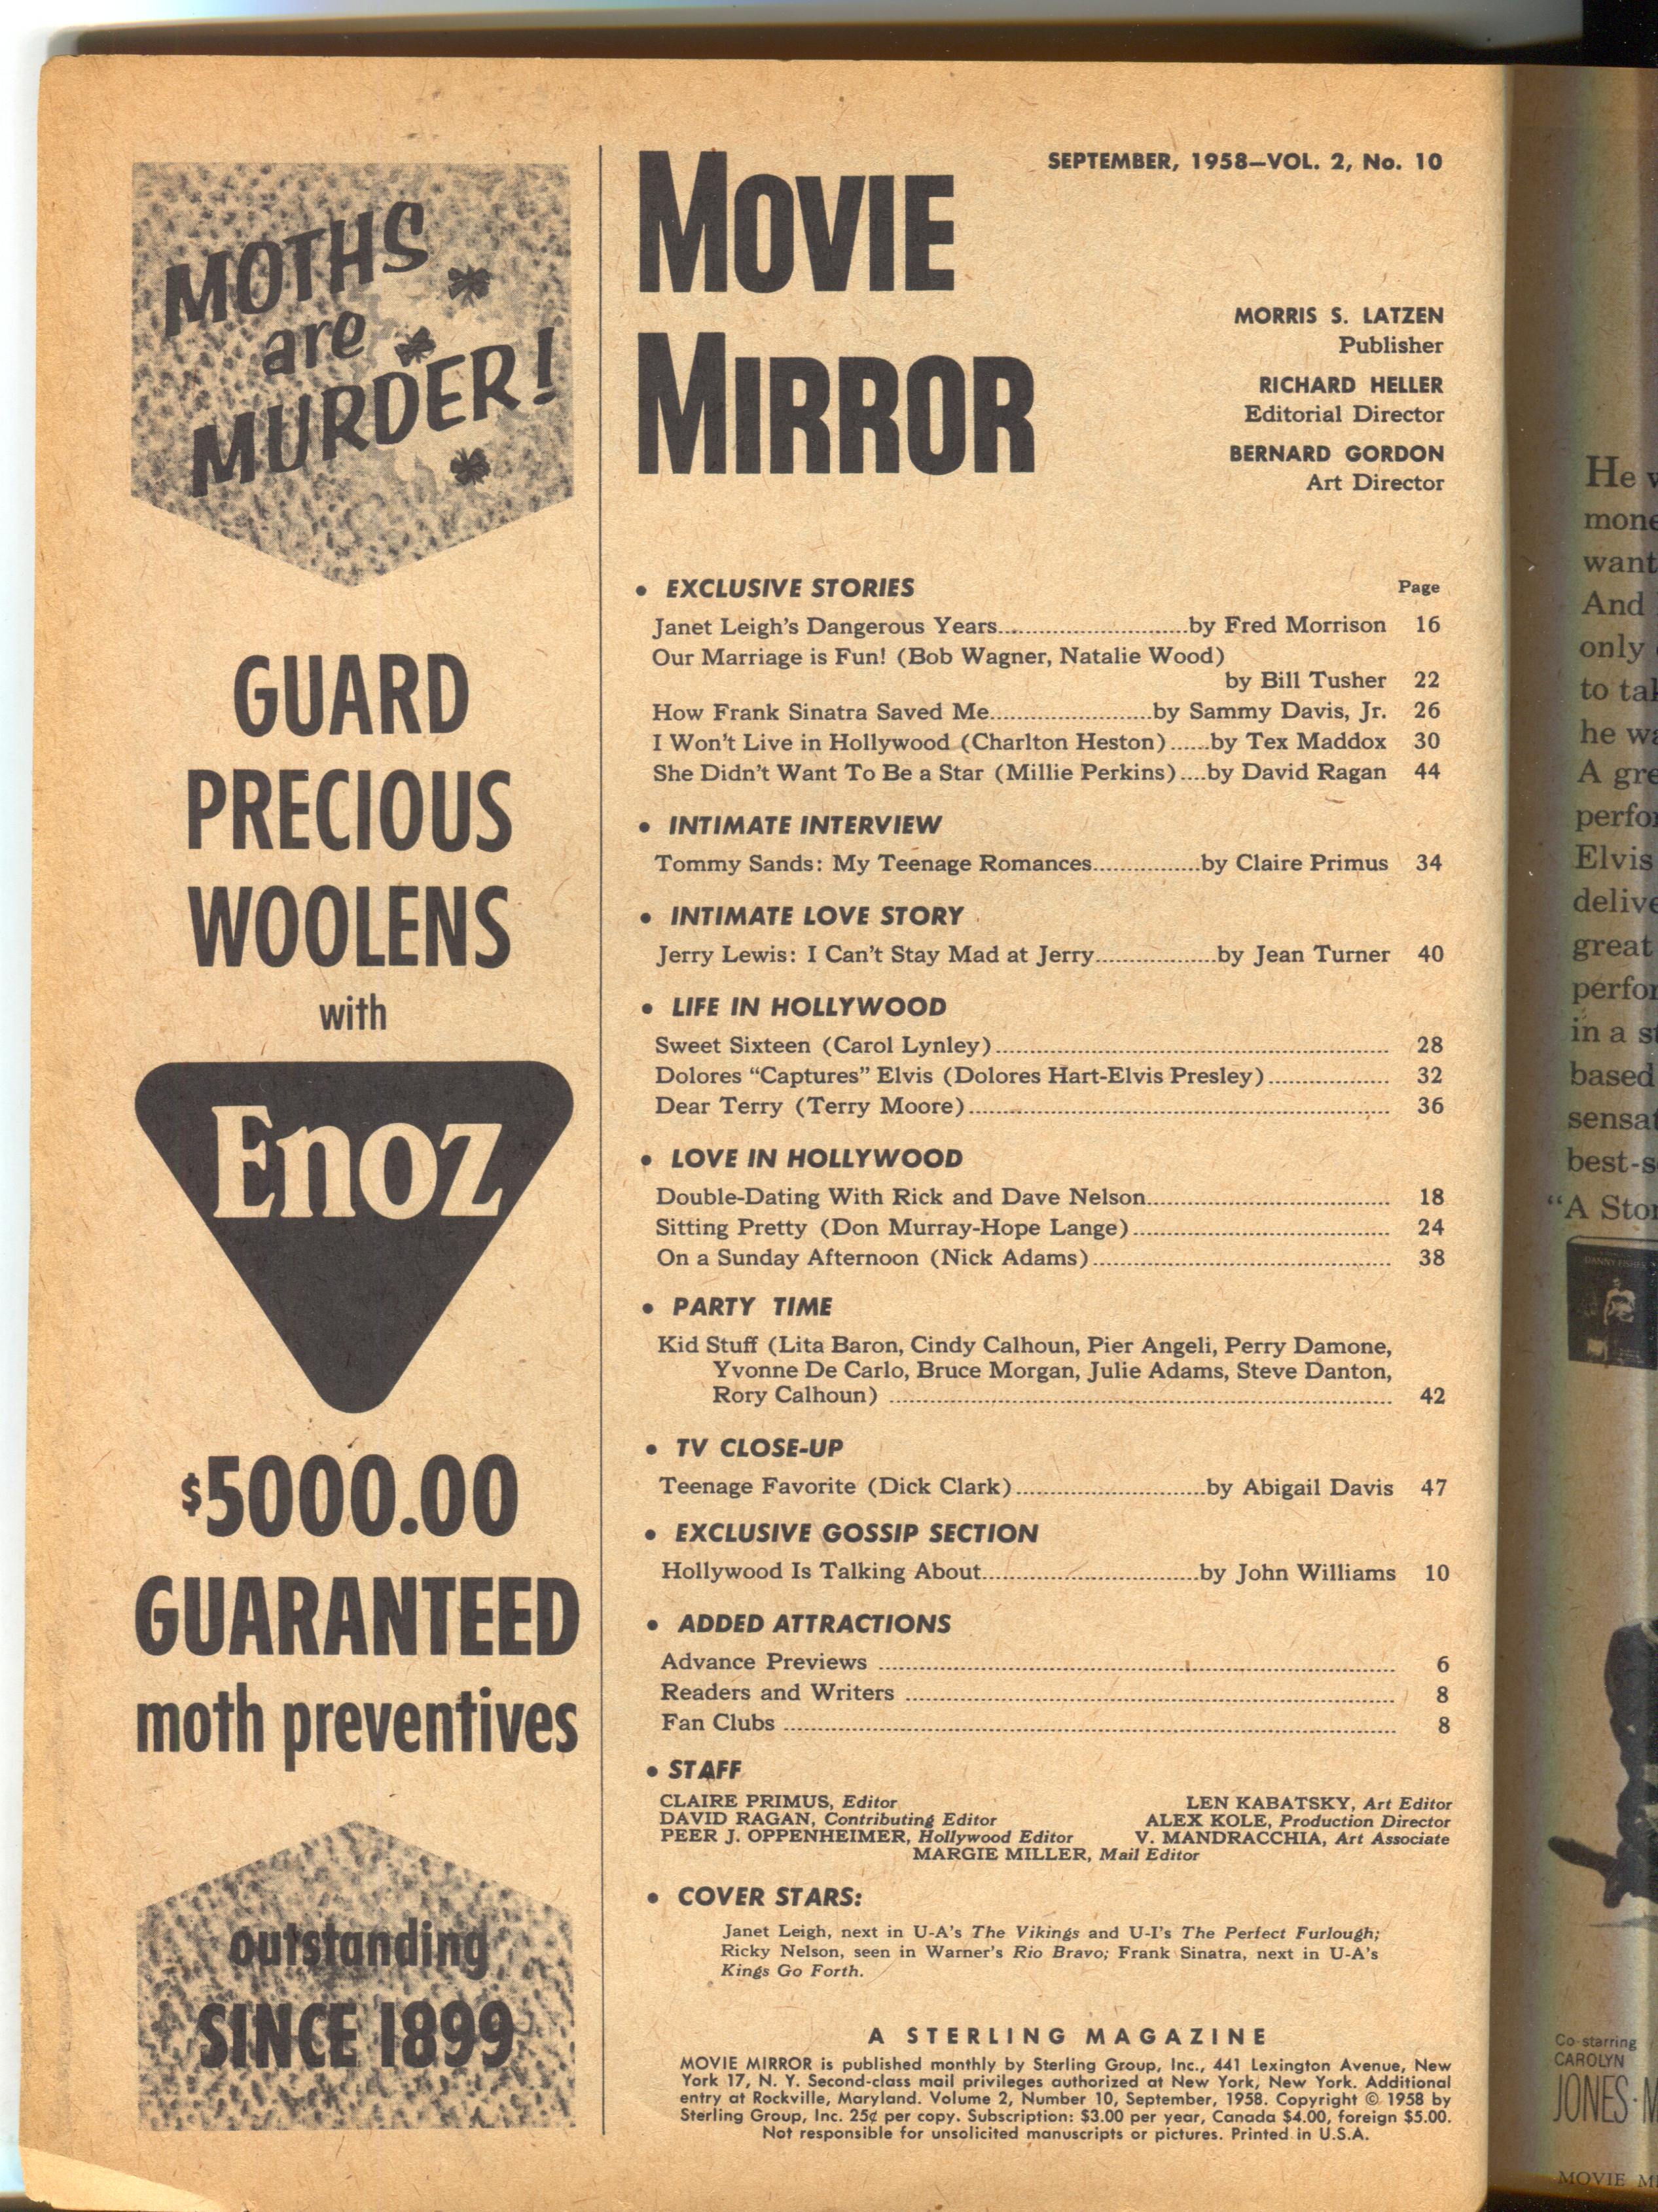 MOTHS
are
MURDER!
GUARD
PRECIOUS
WOOLENS
with
Enoz
$5000.00
GUARANTEED
moth preventives
outstanding
SINCE 1899
MOVIE
MIRROR
SEPTEMBER, 1958—VOL. 2, No. 10
MORRIS S. LATZEN
Publisher
RICHARD HELLER
Editorial Director
BERNARD GORDON
Art Director
• EXCLUSIVE STORIES Page
Janet Leigh's Dangerous Years............................by Fred Morrison 16
Our Marriage is Fun! (Bob Wagner, Natalie Wood)
by Bill Tusher 22
How Frank Sinatra Saved Me........................by Sammy Davis, Jr. 26
I Won't Live in Hollywood (Charlton Heston)......by Tex Maddox 30
She Didn't Want To Be a Star (Millie Perkins)....by David Ragan 44
• INTIMATE INTERVIEW
Tommy Sands: My Teenage Romances................by Claire Primus 34
• INTIMATE LOVE STORY
Jerry Lewis: I Can't Stay Mad at Jerry..................by Jean Turner 40
• LIFE IN HOLLYWOOD
Sweet Sixteen (Carol Lynley)............................................................ 28
Dolores "Captures" Elvis (Dolores Hart-Elvis Presley).................. 32
Dear Terry (Terry Moore)................................................................ 36
• LOVE IN HOLLYWOOD
Double-Dating With Rick and Dave Nelson..................................... 18
Sitting Pretty (Don Murray-Hope Lange)....................................... 24
On a Sunday Afternoon (Nick Adams)............................................. 38
• PARTY TIME
Kid Stuff (Lita Baron, Cindy Calhoun, Pier Angeli, Perry Damone,
Yvonne De Carlo, Bruce Morgan, Julie Adams, Steve Danton,
Rory Calhoun) ............................................................................ 42
• TV CLOSE-UP
Teenage Favorite (Dick Clark)............................by Abigail Davis 47
• EXCLUSIVE GOSSIP SECTION
Hollywood Is Talking About................................by John Williams 10
• ADDED ATTRACTIONS
Advance Previews .............................................................................. 6
Readers and Writers .......................................................................... 8
Fan Clubs ............................................................................................ 8
• STAFF
CLAIRE PRIMUS, Editor LEN KABATSKY, Art Editor
DAVID RAGAN, Contributing Editor ALEX KOLE, Production Director
PEER J. OPPENHEIMER, Hollywood Editor V. MANDRACCHIA, Art Associate
MARGIE MILLER, Mail Editor
• COVER STARS:
Janet Leigh, next in U-A's The Vikings and U-I's The Perfect Furlough;
Ricky Nelson, seen in Warner's Rio Bravo; Frank Sinatra, next in U-A's
Kings Go Forth.
A STERLING MAGAZINE
MOVIE MIRROR is published monthly by Sterling Group, Inc., 441 Lexington Avenue, New
York 17, N. Y. Second-class mail privileges authorized at New York, New York. Additional
entry at Rockville, Maryland. Volume 2, Number 10, September, 1958. Copyright © 1958 by
Sterling Group, Inc. 25¢ per copy. Subscription: $3.00 per year, Canada $4.00, foreign $5.00.
Not responsible for unsolicited manuscripts or pictures. Printed in U.S.A.
He
want
And
only
to
he
A
Elvis
great
in a
based
"A
DANNY FISHER
Co-starring
CAROLYN
JONES
MOVIE